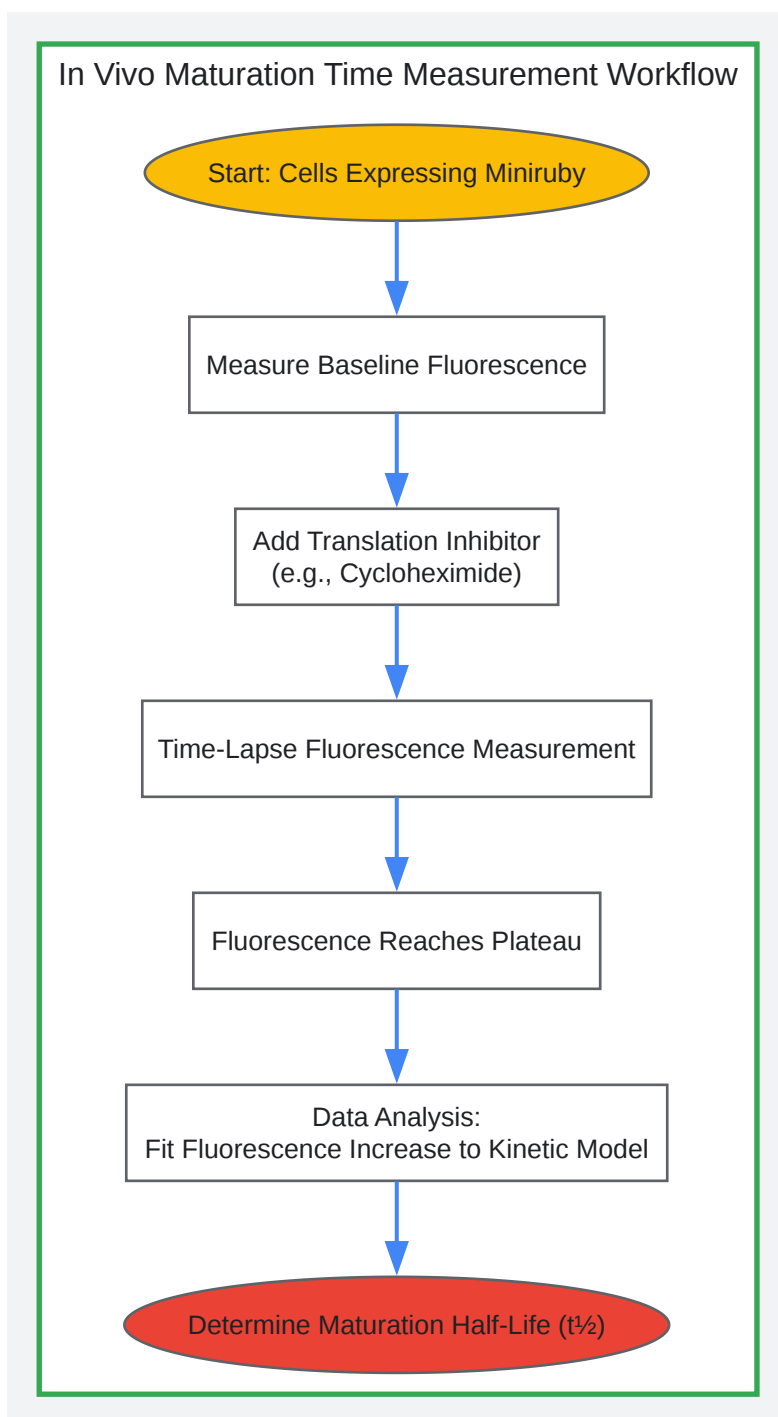 In Vivo Maturation Time Measurement Workflow
Start: Cells Expressing Miniruby
Measure Baseline Fluorescence
Add Translation Inhibitor
(e.g., Cycloheximide)
Time-Lapse Fluorescence Measurement
Fluorescence Reaches Plateau
Data Analysis:
Fit Fluorescence Increase to Kinetic Model
Determine Maturation Half-Life (t½)